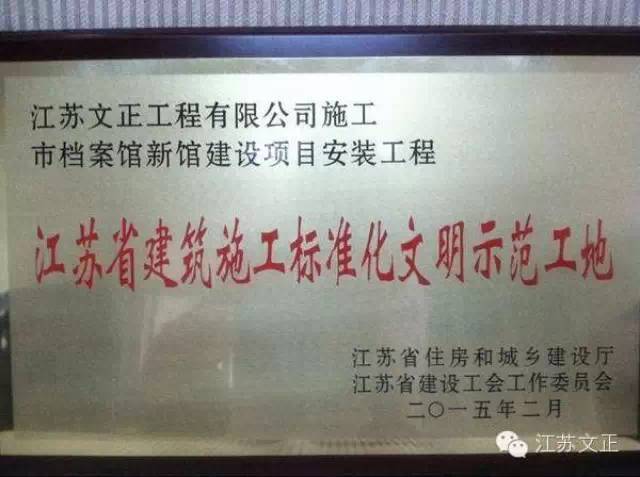 江苏文正工程有限公司施工
市档案馆新馆建设项目安装工程
江苏省建筑施工标准化文明示范工地
江苏省住房和城乡建设厅
江苏省建设工会工作委员会
二〇一五年二月
江苏文正